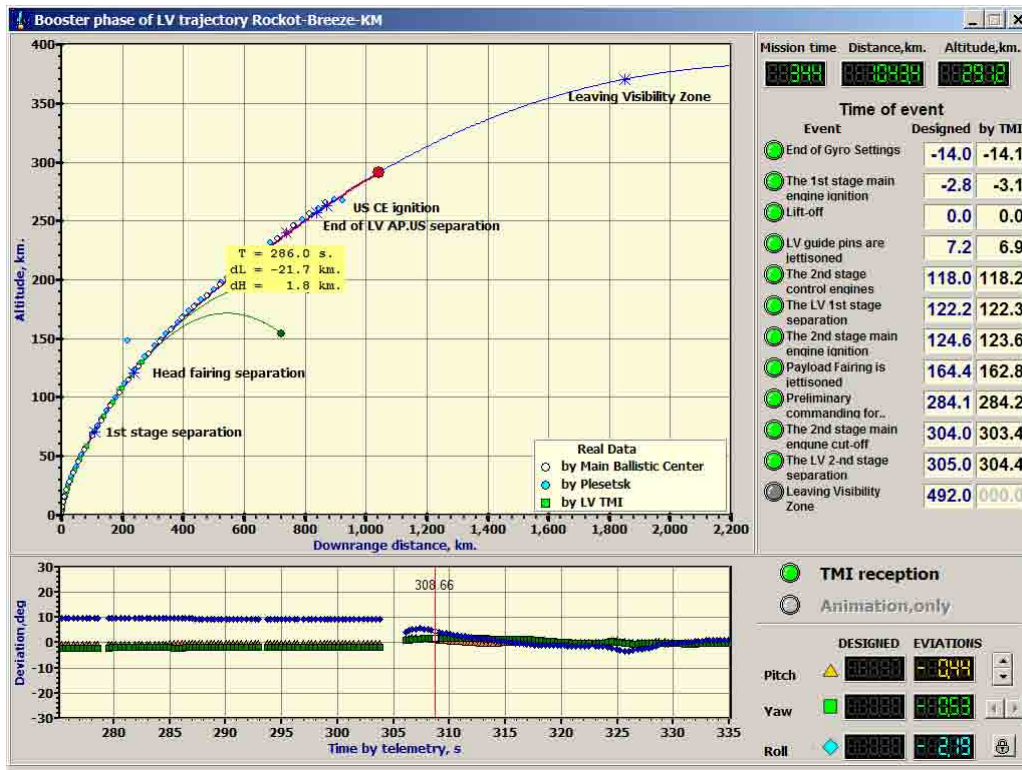 Booster phase of LV trajectory Rockot-Breeze-KM
400
350
300
250
200
150
100
50
0
Altitude, km.
0 200 400 600 800 1,000 1,200 1,400 1,600 1,800 2,000 2,200
Downrange distance, km.
Leaving Visibility Zone
US CE ignition
End of LV AP.US separation
T = 286.0 s.
dL = -21.7 km.
dH = 1.8 km.
Head fairing separation
1st stage separation
Real Data
by Main Ballistic Center
by Plesetsk
by LV TMI
Mission time Distance,km. Altitude,km.
344 1043,4 291,2
Time of event
Event Designed by TMI
End of Gyro Settings -14.0 -14.1
The 1st stage main
engine ignition -2.8 -3.1
Lift-off 0.0 0.0
LV guide pins are
jettisoned 7.2 6.9
The 2nd stage
control engines 118.0 118.2
The LV 1st stage
separation 122.2 122.3
The 2nd stage main
engine ignition 124.6 123.6
Payload Fairing is
jettisoned 164.4 162.8
Preliminary
commanding for.. 284.1 284.2
The 2nd stage main
engune cut-off 304.0 303.4
The LV 2-nd stage
separation 305.0 304.4
Leaving Visibility
Zone 492.0 000.0
30
20
10
0
-10
-20
-30
Deviation,deg
308.66
280 285 290 295 300 305 310 315 320 325 330 335
Time by telemetry, s
TMI reception
Animation,only
DESIGNED EVIATIONS
Pitch - 0,44
Yaw - 0,53
Roll - 2,19